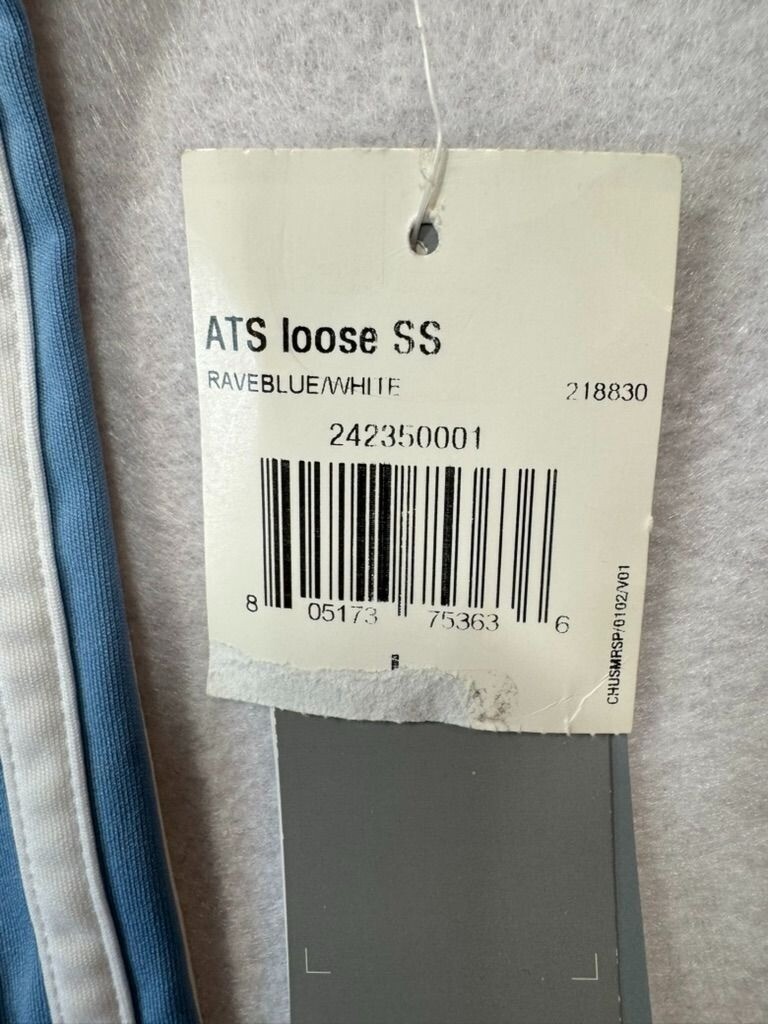 ATS loose SS
RAVEBLUE/WHITE 218830
242350001
8 05173 75363 6
CHUSMRSP/0102/V01